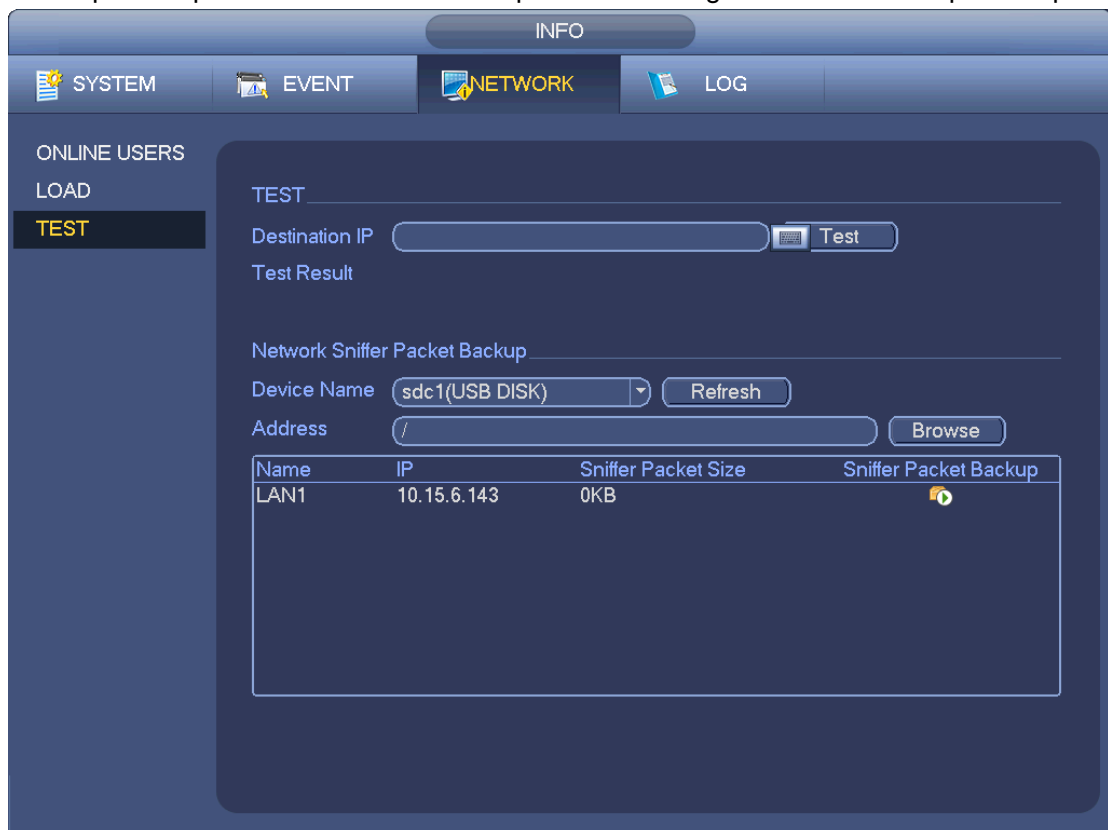 INFO
SYSTEM EVENT NETWORK LOG
ONLINE USERS
LOAD
TEST
TEST
Destination IP Test
Test Result
Network Sniffer Packet Backup
Device Name sdc1(USB DISK) Refresh
Address / Browse
Name IP Sniffer Packet Size Sniffer Packet Backup
LAN1 10.15.6.143 0KB